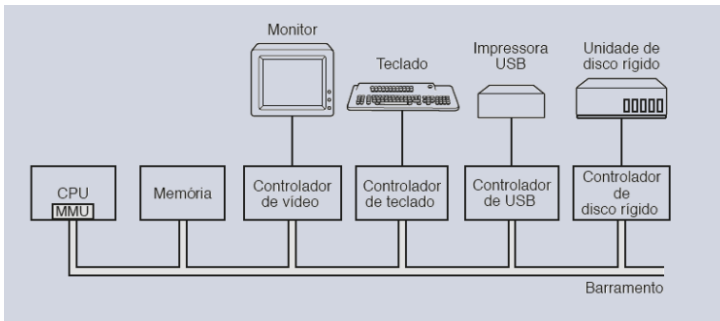 Monitor
Teclado
Impressora
USB
Unidade de
disco rígido
CPU
MMU
Memória
Controlador
de vídeo
Controlador
de teclado
Controlador
de USB
Controlador
de
disco rígido
Barramento